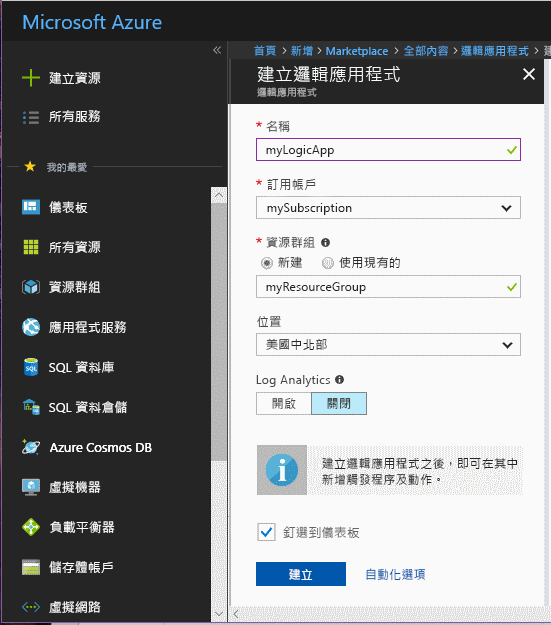 Microsoft Azure
«
建立資源
所有服務
我的最愛
儀表板
所有資源
資源群組
應用程式服務
SQL 資料庫
SQL 資料倉儲
Azure Cosmos DB
虛擬機器
負載平衡器
儲存體帳戶
虛擬網路
首頁 > 新增 > Marketplace > 全部內容 > 邏輯應用程式 > 建
建立邏輯應用程式
邏輯應用程式
* 名稱
myLogicApp
* 訂用帳戶
mySubscription
* 資源群組
新建 使用現有的
myResourceGroup
位置
美國中北部
Log Analytics
開啟 關閉
建立邏輯應用程式之後，即可在其中
新增觸發程序及動作。
釘選到儀表板
建立 自動化選項